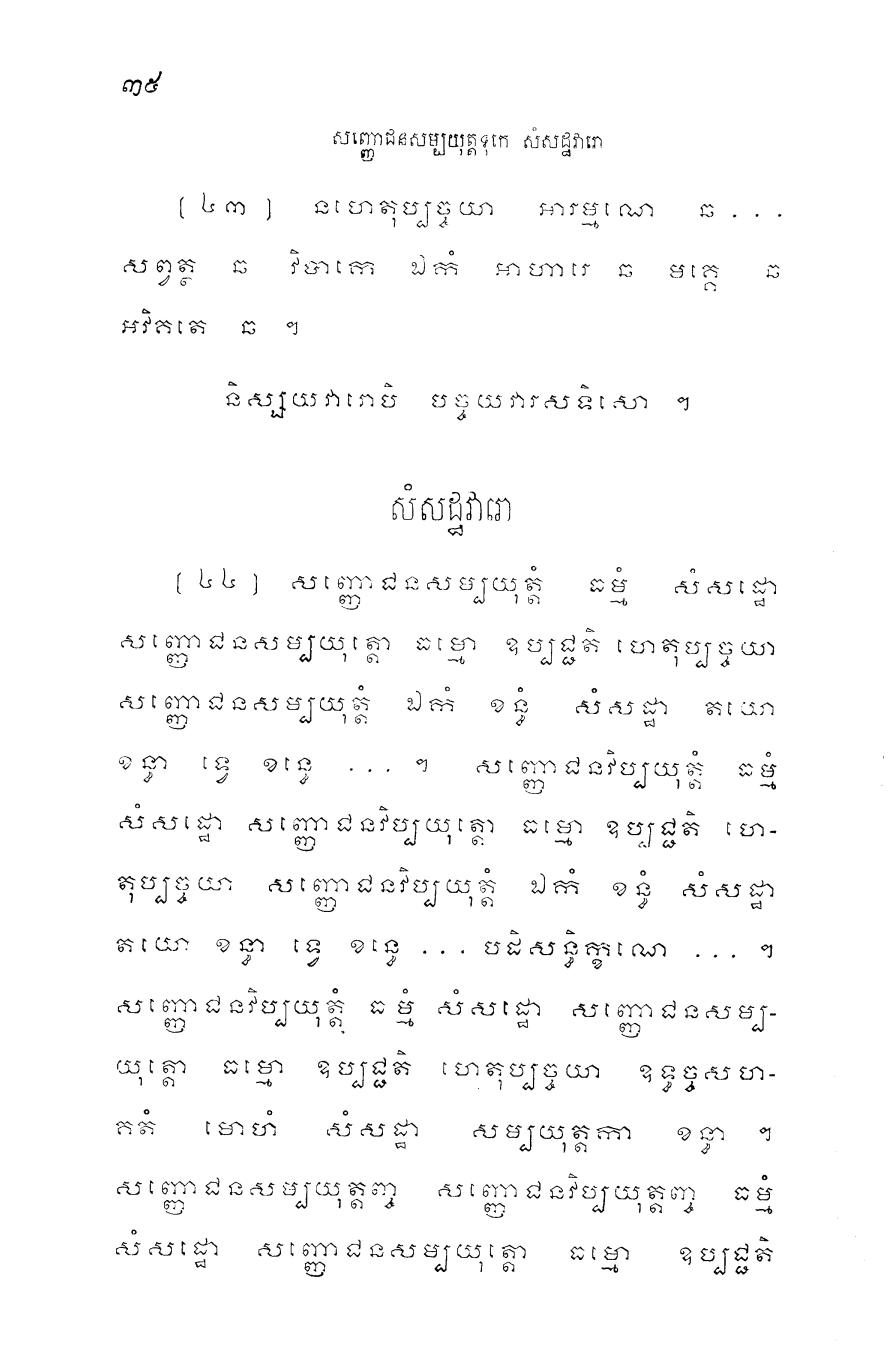 ៣៥
សញ្ញោជនសម្បយុត្តទុកេ សំសដ្ឋវារោ
[ ៤៣ ] នហេតុប្បច្ចយា អារម្មណេ ឆ . . .
សព្វត្ថ ឆ វិបាកេ ឯកំ អាហារេ ឆ មគ្គេ ឆ
អវិគតេ ឆ ។
និស្សយវារោបិ បច្ចយវារសទិសោ ។
សំសដ្ឋវារោ
[ ៤៤ ] សញ្ញោជនសម្បយុត្តំ ធម្មំ សំសដ្ឋោ
សញ្ញោជនសម្បយុត្តោ ធម្មោ ឧប្បជ្ជតិ ហេតុប្បច្ចយា
សញ្ញោជនសម្បយុត្តំ ឯកំ ខន្ធំ សំសដ្ឋា តយោ
ខន្ធា ទ្វេ ខន្ធេ ... ។ សញ្ញោជនវិប្បយុត្តំ ធម្មំ
សំសដ្ឋោ សញ្ញោជនវិប្បយុត្តោ ធម្មោ ឧប្បជ្ជតិ ហេ-
តុប្បច្ចយា សញ្ញោជនវិប្បយុត្តំ ឯកំ ខន្ធំ សំសដ្ឋា
តយោ ខន្ធា ទ្វេ ខន្ធេ ... បដិសន្ធិក្ខណេ ... ។
សញ្ញោជនវិប្បយុត្តំ ធម្មំ សំសដ្ឋោ សញ្ញោជនសម្ប-
យុត្តោ ធម្មោ ឧប្បជ្ជតិ ហេតុប្បច្ចយា ឧទ្ធច្ចសហ-
គតំ មោហំ សំសដ្ឋា សម្បយុត្តកា ខន្ធា ។
សញ្ញោជនសម្បយុត្តញ្ច សញ្ញោជនវិប្បយុត្តញ្ច ធម្មំ
សំសដ្ឋោ សញ្ញោជនសម្បយុត្តោ ធម្មោ ឧប្បជ្ជតិ